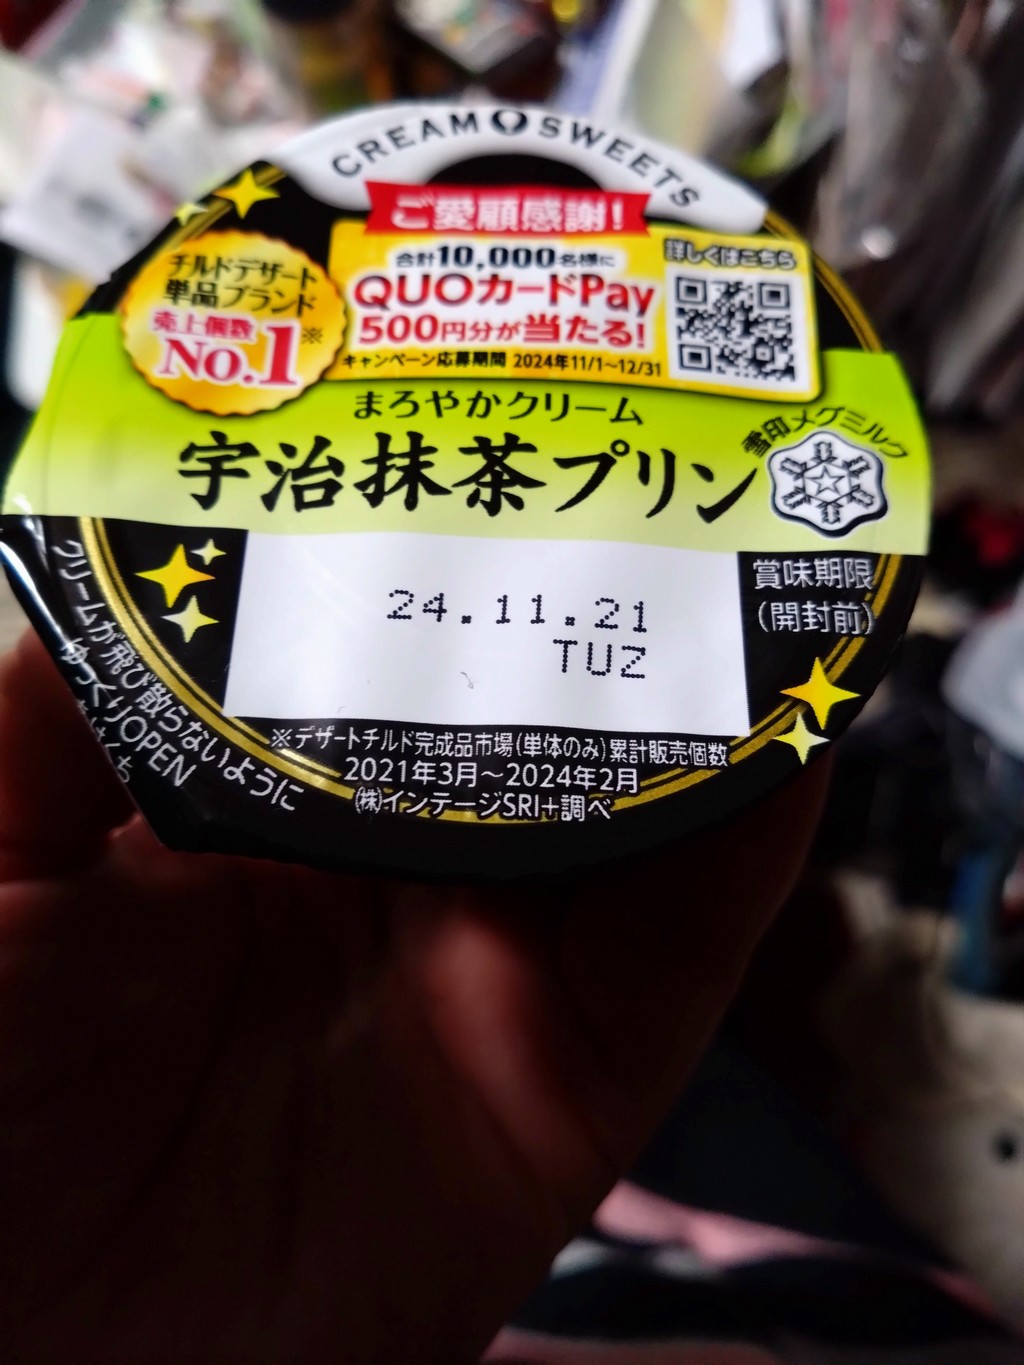 CREAM SWEETS
ご愛顧感謝!
チルドデザート
単品ブランド
売上個数
No.1※
合計10,000名様に
QUOカードPay
500円分が当たる!
キャンペーン応募期間 2024年11/1~12/31
詳しくはこちら
まろやかクリーム
宇治抹茶プリン
雪印メグミルク
賞味期限
(開封前)
24.11.21
TUZ
クリームが飛び散らないように
ゆっくりOPEN
※デザートチルド完成品市場(単体のみ)累計販売個数
2021年3月~2024年2月
㈱インテージSRI+調べ